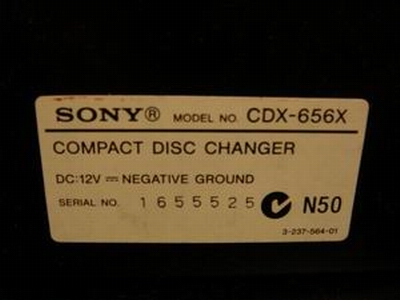 SONY® MODEL NO. CDX-656X
COMPACT DISC CHANGER
DC:12V ⎓ NEGATIVE GROUND
SERIAL NO. 1655525 N50
3-237-564-01